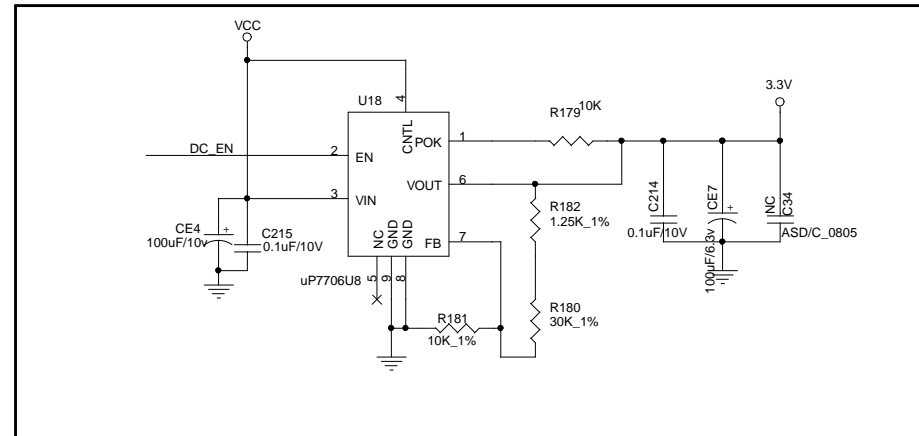 VCC
3.3V
U18
R179
10K
4
CNTL
POK
1
DC_EN
2
EN
VOUT
6
3
VIN
R182
1.25K_1%
C214
0.1uF/10V
CE7
100uF/6.3v
+
NC
C34
ASD/C_0805
CE4
+
100uF/10v
C215
0.1uF/10V
NC
GND
GND
FB
7
uP7706U8
5
9
8
R181
10K_1%
R180
30K_1%